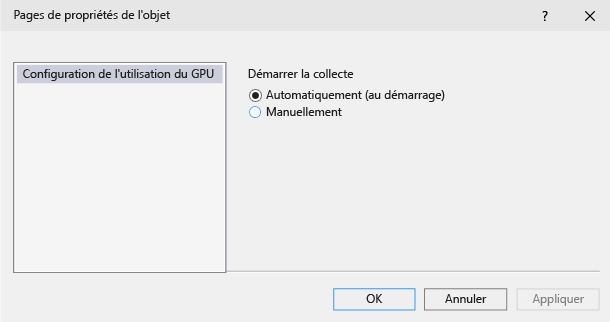 Pages de propriétés de l'objet
Configuration de l'utilisation du GPU
Démarrer la collecte
Automatiquement (au démarrage)
Manuellement
OK
Annuler
Appliquer